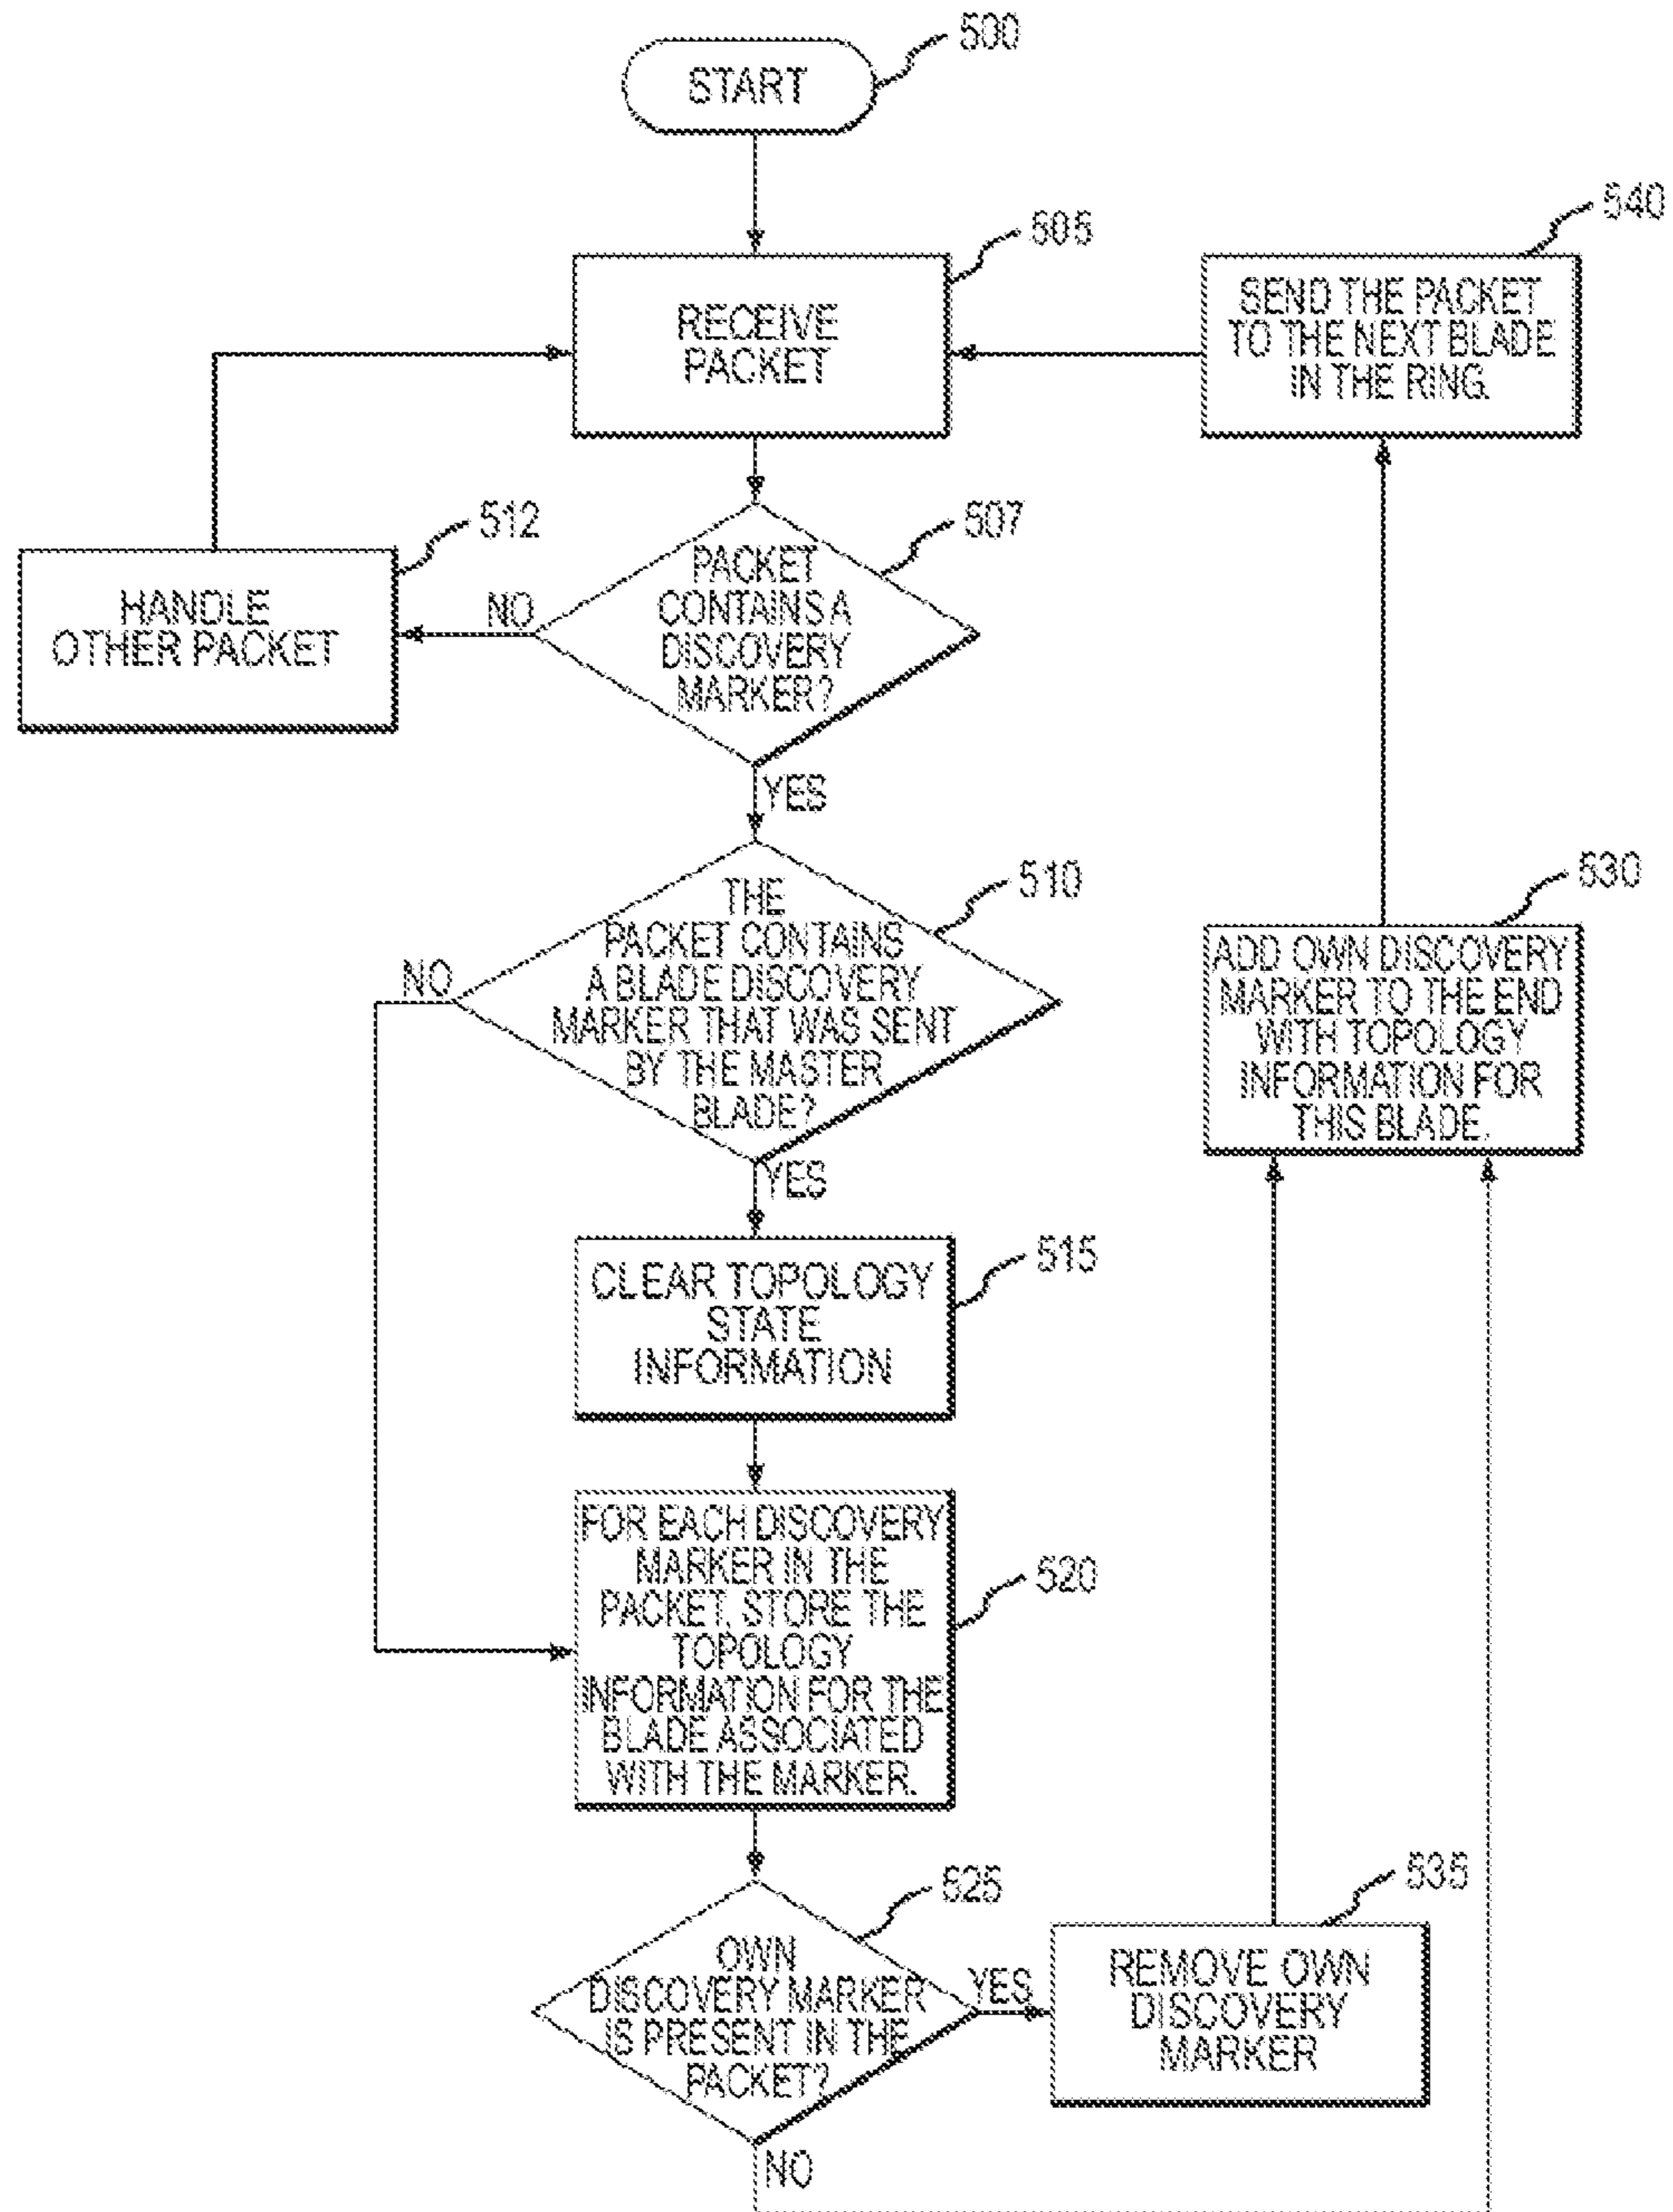 500
START
505
RECEIVE
PACKET
540
SEND THE PACKET
TO THE NEXT BLADE
IN THE RING.
512
HANDLE
OTHER PACKET
NO
507
PACKET
CONTAINS A
DISCOVERY
MARKER?
YES
510
THE
PACKET CONTAINS
A BLADE DISCOVERY
MARKER THAT WAS SENT
BY THE MASTER
BLADE?
NO
YES
530
ADD OWN DISCOVERY
MARKER TO THE END
WITH TOPOLOGY
INFORMATION FOR
THIS BLADE.
515
CLEAR TOPOLOGY
STATE
INFORMATION
520
FOR EACH DISCOVERY
MARKER IN THE
PACKET, STORE THE
TOPOLOGY
INFORMATION FOR THE
BLADE ASSOCIATED
WITH THE MARKER.
525
OWN
DISCOVERY MARKER
IS PRESENT IN THE
PACKET?
YES
535
REMOVE OWN
DISCOVERY
MARKER
NO